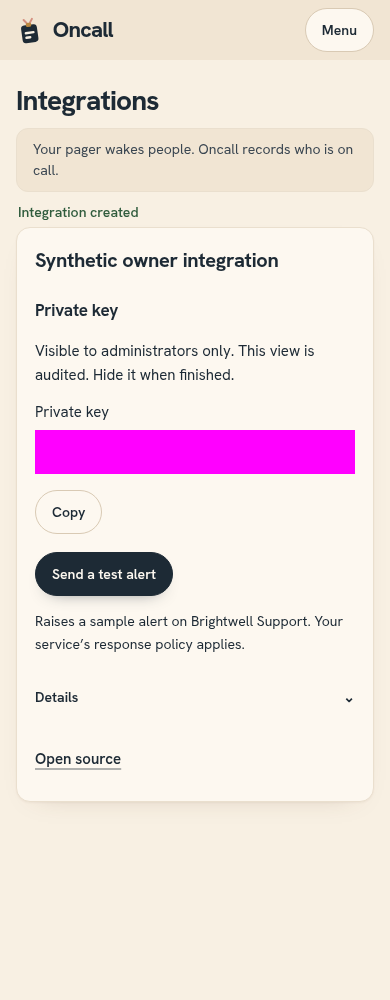 Oncall
Menu
Integrations
Your pager wakes people. Oncall records who is on
call.
Integration created
Synthetic owner integration
Private key
Visible to administrators only. This view is
audited. Hide it when finished.
Private key
Copy
Send a test alert
Raises a sample alert on Brightwell Support. Your
service’s response policy applies.
Details
Open source